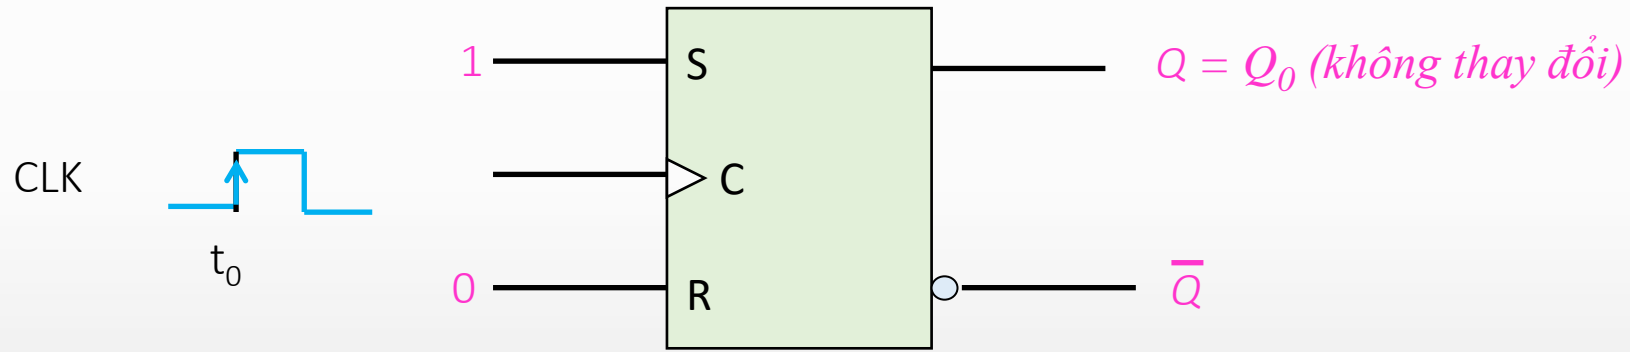 1
S
Q = Q₀ (không thay đổi)
CLK
C
t₀
0
R
Q̅